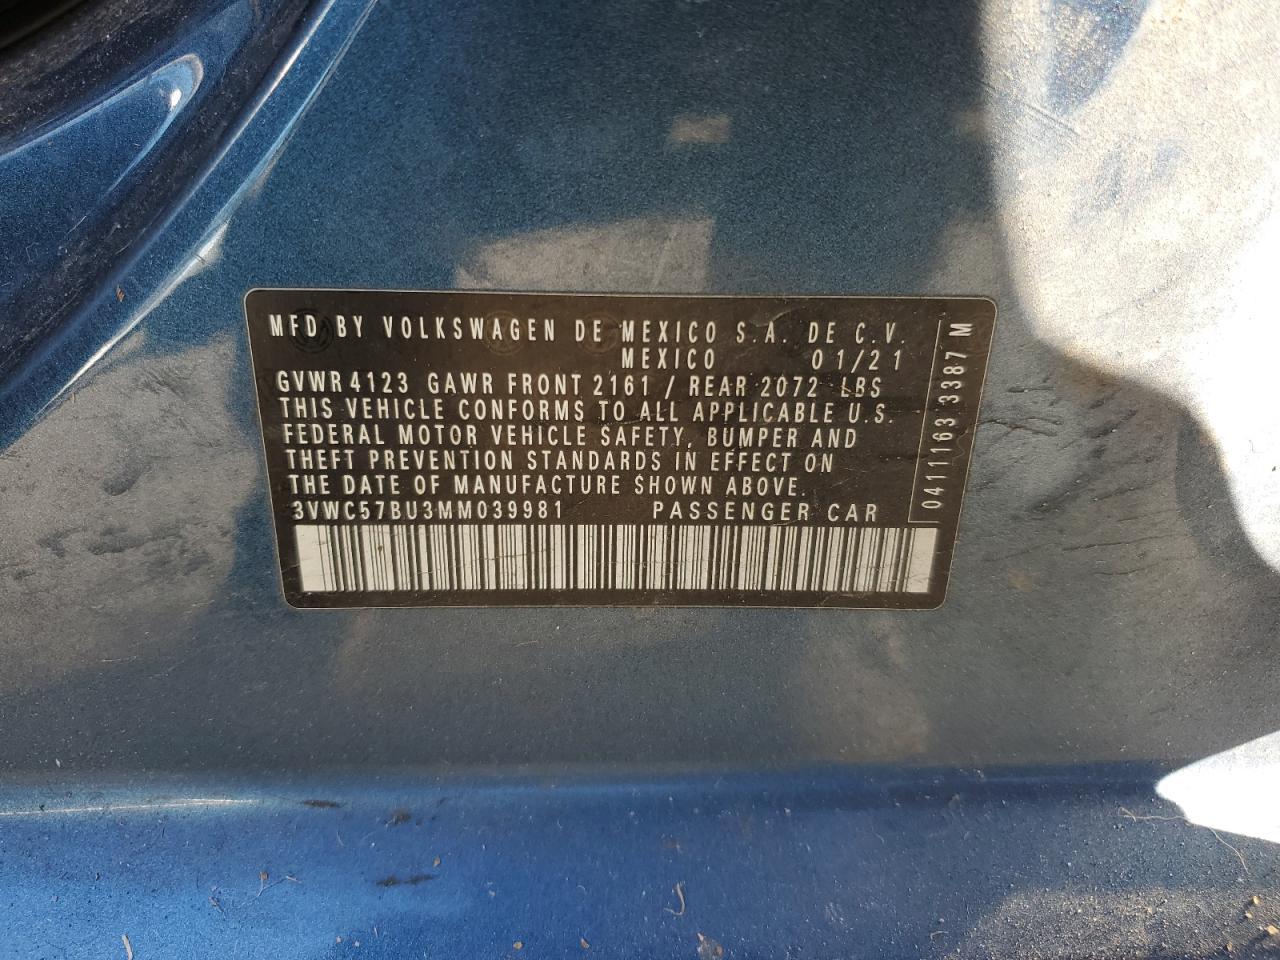 MFD BY VOLKSWAGEN DE MEXICO S.A. DE C.V.
MEXICO 01/21
GVWR 4123 GAWR FRONT 2161 / REAR 2072 LBS
THIS VEHICLE CONFORMS TO ALL APPLICABLE U.S.
FEDERAL MOTOR VEHICLE SAFETY, BUMPER AND
THEFT PREVENTION STANDARDS IN EFFECT ON
THE DATE OF MANUFACTURE SHOWN ABOVE.
3VWC57BU3MM039981 PASSENGER CAR
0411163 3387 M